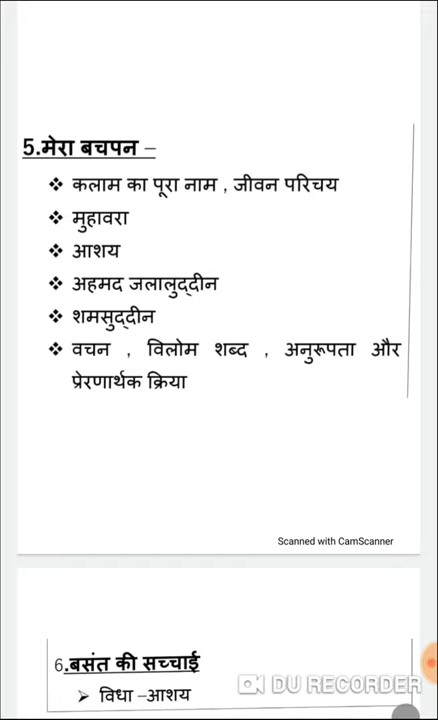 5.मेरा बचपन –
❖ कलाम का पूरा नाम , जीवन परिचय
❖ मुहावरा
❖ आशय
❖ अहमद जलालुद्दीन
❖ शमसुद्दीन
❖ वचन , विलोम शब्द , अनुरूपता और
प्रेरणार्थक क्रिया
Scanned with CamScanner
6.बसंत की सच्चाई
➢ विधा –आशय
DU RECORDER